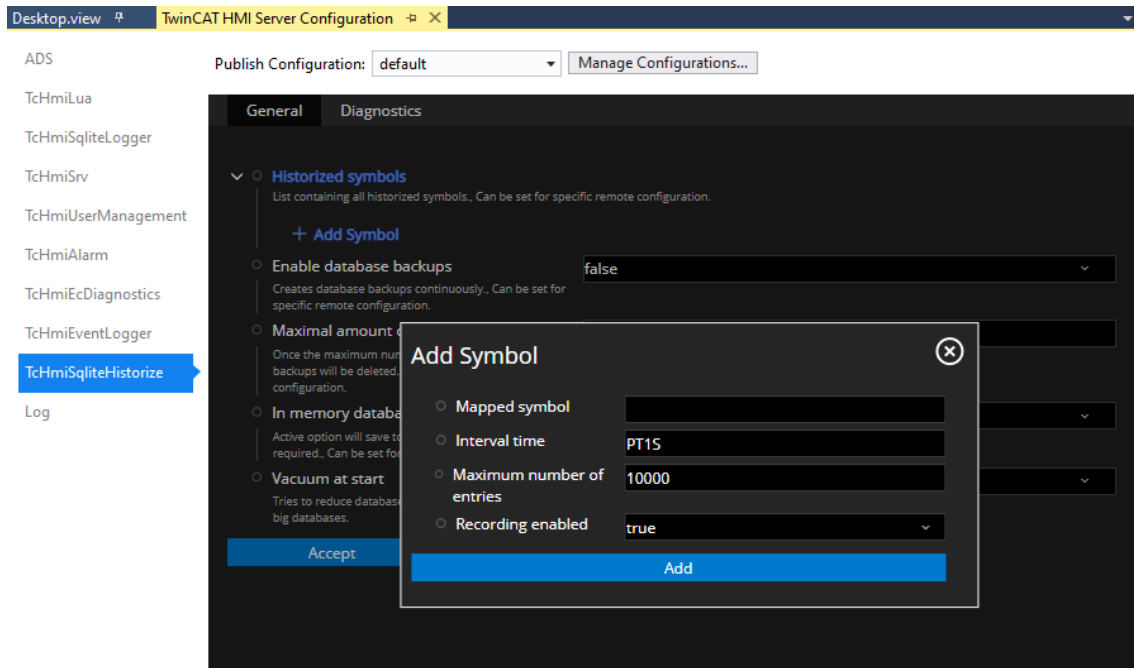 Desktop.view
TwinCAT HMI Server Configuration
ADS
TcHmiLua
TcHmiSqliteLogger
TcHmiSrv
TcHmiUserManagement
TcHmiAlarm
TcHmiEcDiagnostics
TcHmiEventLogger
TcHmiSqliteHistorize
Log
Publish Configuration: default Manage Configurations...
General Diagnostics
Historized symbols
List containing all historized symbols., Can be set for specific remote configuration.
+ Add Symbol
Enable database backups false
Creates database backups continuously., Can be set for
specific remote configuration.
Maximal amount
Once the maximum
backups will be deleted.
configuration.
In memory
Active option will save
required., Can be set for
Vacuum at start
Tries to reduce
big databases.
Accept
Add Symbol
Mapped symbol
Interval time PT1S
Maximum number of
entries 10000
Recording enabled true
Add